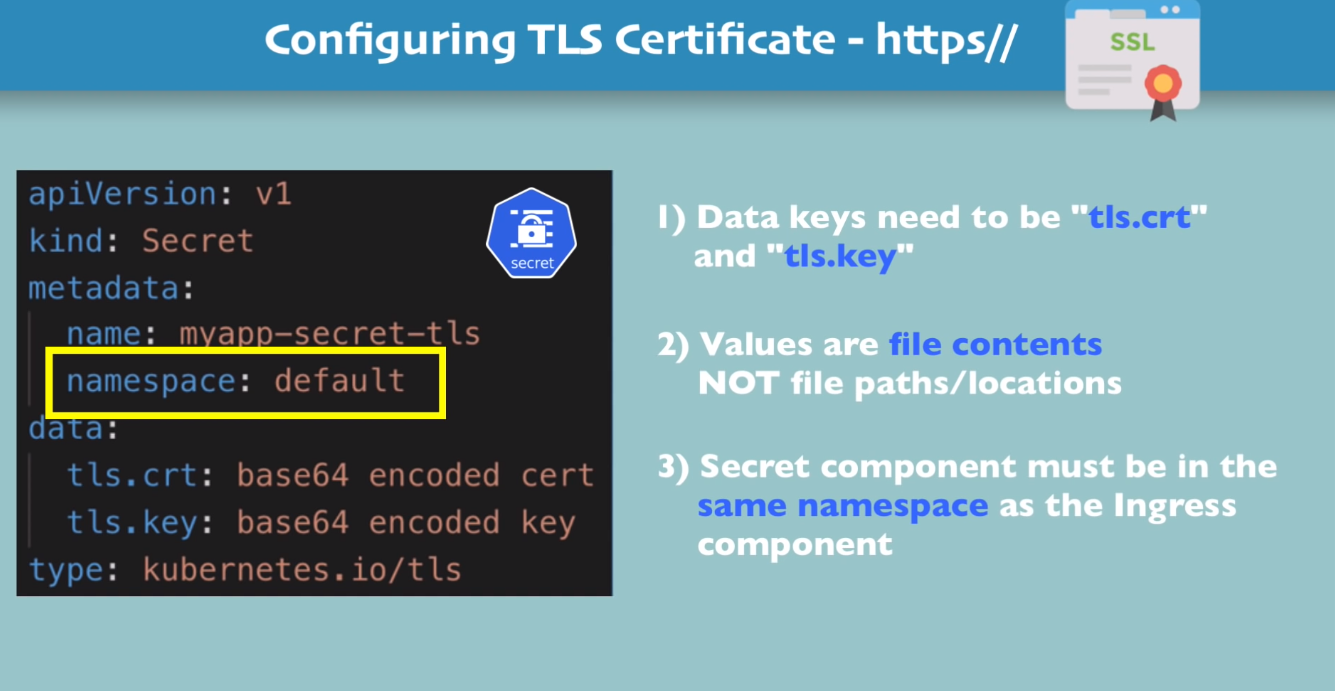 Configuring TLS Certificate - https//
SSL
apiVersion: v1
kind: Secret
metadata:
  name: myapp-secret-tls
  namespace: default
data:
  tls.crt: base64 encoded cert
  tls.key: base64 encoded key
type: kubernetes.io/tls
secret
1) Data keys need to be "tls.crt"
and "tls.key"
2) Values are file contents
NOT file paths/locations
3) Secret component must be in the
same namespace as the Ingress
component